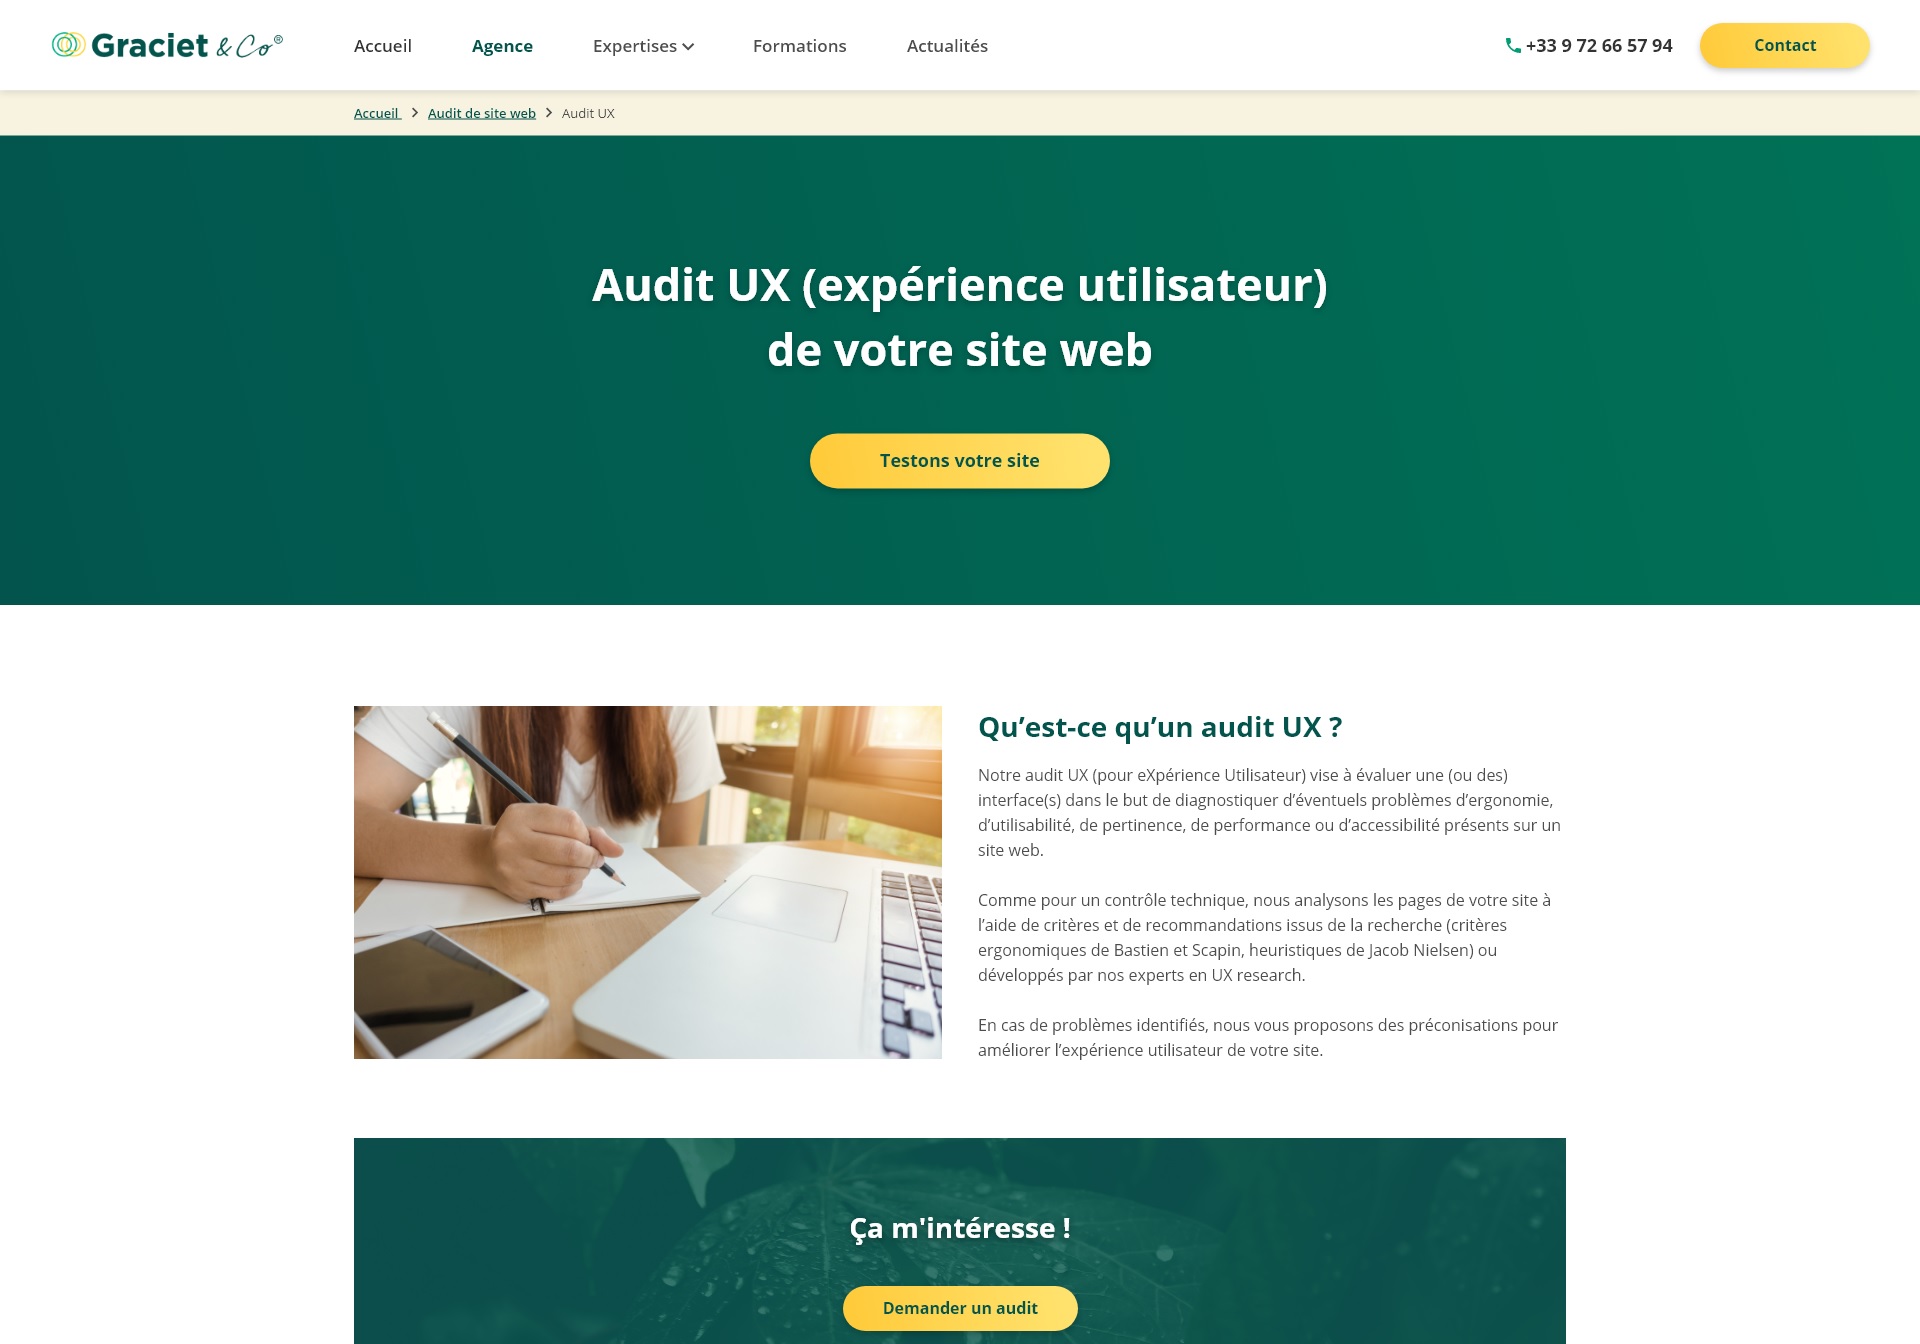 Graciet & Co®
Accueil
Agence
Expertises
Formations
Actualités
+33 9 72 66 57 94
Contact
Accueil
Audit de site web
Audit UX
Audit UX (expérience utilisateur)
de votre site web
Testons votre site
Qu’est-ce qu’un audit UX ?
Notre audit UX (pour eXpérience Utilisateur) vise à évaluer une (ou des)
interface(s) dans le but de diagnostiquer d’éventuels problèmes d’ergonomie,
d’utilisabilité, de pertinence, de performance ou d’accessibilité présents sur un
site web.
Comme pour un contrôle technique, nous analysons les pages de votre site à
l’aide de critères et de recommandations issus de la recherche (critères
ergonomiques de Bastien et Scapin, heuristiques de Jacob Nielsen) ou
développés par nos experts en UX research.
En cas de problèmes identifiés, nous vous proposons des préconisations pour
améliorer l’expérience utilisateur de votre site.
Ça m'intéresse !
Demander un audit